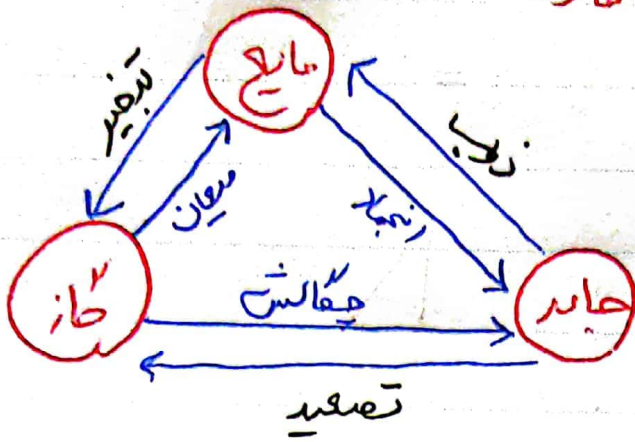 مایع
تبخیر
ذوب
میعان
انجماد
گاز
چگالش
جامد
تصعید